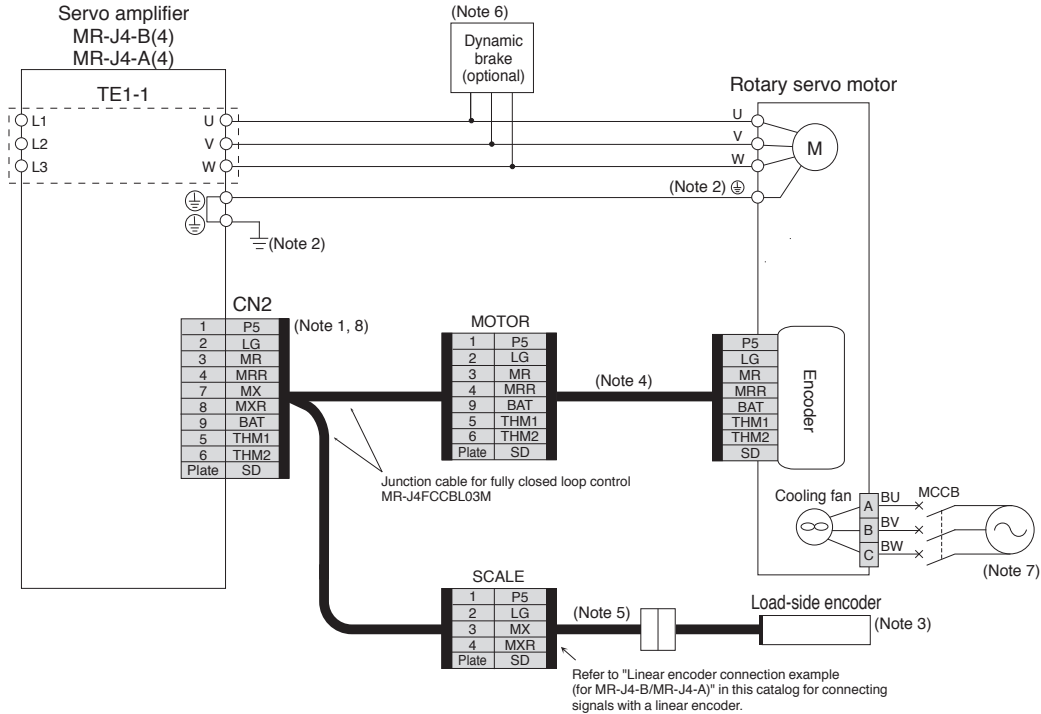 Servo amplifier
MR-J4-B(4)
MR-J4-A(4)
TE1-1
L1
L2
L3
U
V
W
(Note 2)
(Note 6)
Dynamic
brake
(optional)
Rotary servo motor
U
V
W
M
(Note 2)
CN2
(Note 1, 8)
1 P5
2 LG
3 MR
4 MRR
7 MX
8 MXR
9 BAT
5 THM1
6 THM2
Plate SD
MOTOR
1 P5
2 LG
3 MR
4 MRR
9 BAT
5 THM1
6 THM2
Plate SD
(Note 4)
P5
LG
MR
MRR
BAT
THM1
THM2
SD
Encoder
Junction cable for fully closed loop control
MR-J4FCCBL03M
Cooling fan
A
B
C
BU
BV
BW
MCCB
(Note 7)
SCALE
1 P5
2 LG
3 MX
4 MXR
Plate SD
(Note 5)
Load-side encoder
(Note 3)
Refer to "Linear encoder connection example
(for MR-J4-B/MR-J4-A)" in this catalog for connecting
signals with a linear encoder.